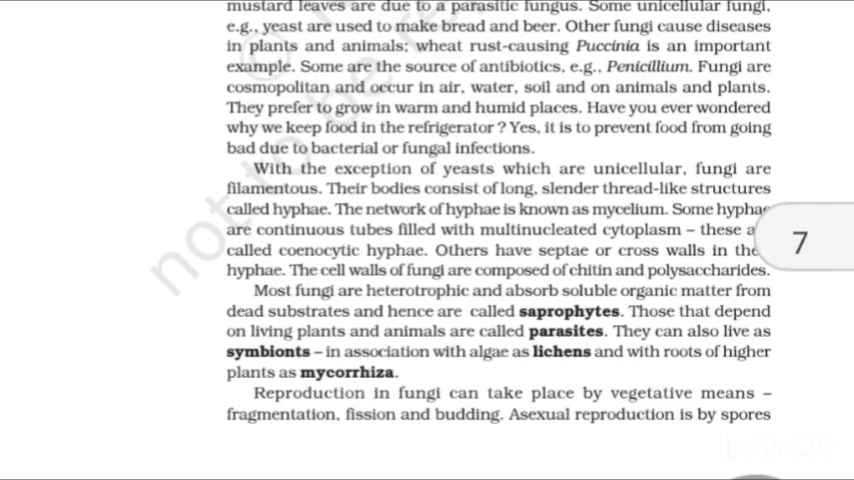 mustard leaves are due to a parasitic fungus. Some unicellular fungi,
e.g., yeast are used to make bread and beer. Other fungi cause diseases
in plants and animals; wheat rust-causing Puccinia is an important
example. Some are the source of antibiotics, e.g., Penicillium. Fungi are
cosmopolitan and occur in air, water, soil and on animals and plants.
They prefer to grow in warm and humid places. Have you ever wondered
why we keep food in the refrigerator ? Yes, it is to prevent food from going
bad due to bacterial or fungal infections.
With the exception of yeasts which are unicellular, fungi are
filamentous. Their bodies consist of long, slender thread-like structures
called hyphae. The network of hyphae is known as mycelium. Some hyphae
are continuous tubes filled with multinucleated cytoplasm – these a
called coenocytic hyphae. Others have septae or cross walls in the
hyphae. The cell walls of fungi are composed of chitin and polysaccharides.
7
Most fungi are heterotrophic and absorb soluble organic matter from
dead substrates and hence are called saprophytes. Those that depend
on living plants and animals are called parasites. They can also live as
symbionts – in association with algae as lichens and with roots of higher
plants as mycorrhiza.
Reproduction in fungi can take place by vegetative means –
fragmentation, fission and budding. Asexual reproduction is by spores
not to be re
InShOt